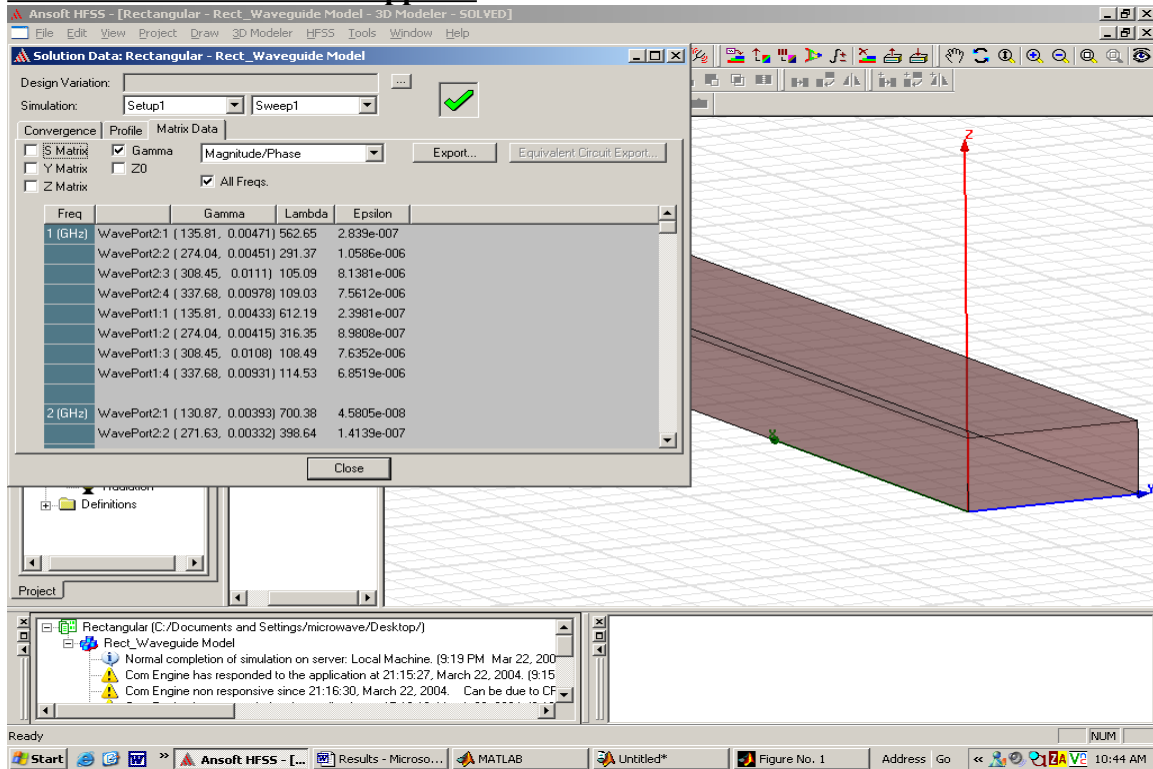 Ansoft HFSS - [Rectangular - Rect_Waveguide Model - 3D Modeler - SOLVED]
File Edit View Project Draw 3D Modeler HFSS Tools Window Help
Solution Data: Rectangular - Rect_Waveguide Model
Design Variation: ...
Simulation: Setup1 Sweep1
Convergence Profile Matrix Data
S Matrix Gamma Magnitude/Phase Export... Equivalent Circuit Export...
Y Matrix Z0
Z Matrix All Freqs.
Freq Gamma Lambda Epsilon
1 (GHz) WavePort2:1 ( 135.81, 0.00471) 562.65 2.839e-007
WavePort2:2 ( 274.04, 0.00451) 291.37 1.0586e-006
WavePort2:3 ( 308.45, 0.0111) 105.09 8.1381e-006
WavePort2:4 ( 337.68, 0.00978) 109.03 7.5612e-006
WavePort1:1 ( 135.81, 0.00433) 612.19 2.3981e-007
WavePort1:2 ( 274.04, 0.00415) 316.35 8.9808e-007
WavePort1:3 ( 308.45, 0.0108) 108.49 7.6352e-006
WavePort1:4 ( 337.68, 0.00931) 114.53 6.8519e-006
2 (GHz) WavePort2:1 ( 130.87, 0.00393) 700.38 4.5805e-008
WavePort2:2 ( 271.63, 0.00332) 398.64 1.4139e-007
Close
Z
X
Y
Definitions
Project
Rectangular (C:/Documents and Settings/microwave/Desktop/)
Rect_Waveguide Model
Normal completion of simulation on server: Local Machine. (9:19 PM Mar 22, 200
Com Engine has responded to the application at 21:15:27, March 22, 2004. (9:15
Com Engine non responsive since 21:16:30, March 22, 2004. Can be due to CF
Ready NUM
Start W » Ansoft HFSS - [... Results - Microso... MATLAB Untitled* Figure No. 1 Address Go « 10:44 AM